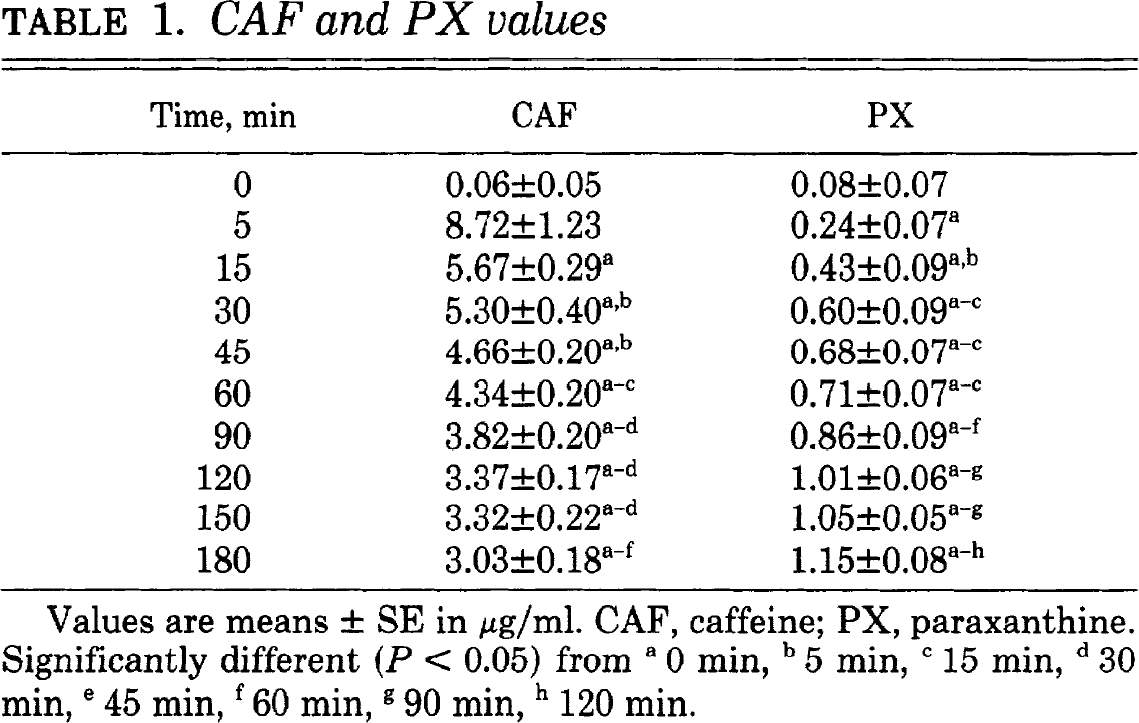 TABLE 1. CAF and PX values
Time, min CAF PX
0 0.06±0.05 0.08±0.07
5 8.72±1.23 0.24±0.07ᵃ
15 5.67±0.29ᵃ 0.43±0.09ᵃ,ᵇ
30 5.30±0.40ᵃ,ᵇ 0.60±0.09ᵃ⁻ᶜ
45 4.66±0.20ᵃ,ᵇ 0.68±0.07ᵃ⁻ᶜ
60 4.34±0.20ᵃ⁻ᶜ 0.71±0.07ᵃ⁻ᶜ
90 3.82±0.20ᵃ⁻ᵈ 0.86±0.09ᵃ⁻ᶠ
120 3.37±0.17ᵃ⁻ᵈ 1.01±0.06ᵃ⁻ᵍ
150 3.32±0.22ᵃ⁻ᵈ 1.05±0.05ᵃ⁻ᵍ
180 3.03±0.18ᵃ⁻ᶠ 1.15±0.08ᵃ⁻ʰ
Values are means ± SE in μg/ml. CAF, caffeine; PX, paraxanthine.
Significantly different (P < 0.05) from ᵃ 0 min, ᵇ 5 min, ᶜ 15 min, ᵈ 30
min, ᵉ 45 min, ᶠ 60 min, ᵍ 90 min, ʰ 120 min.